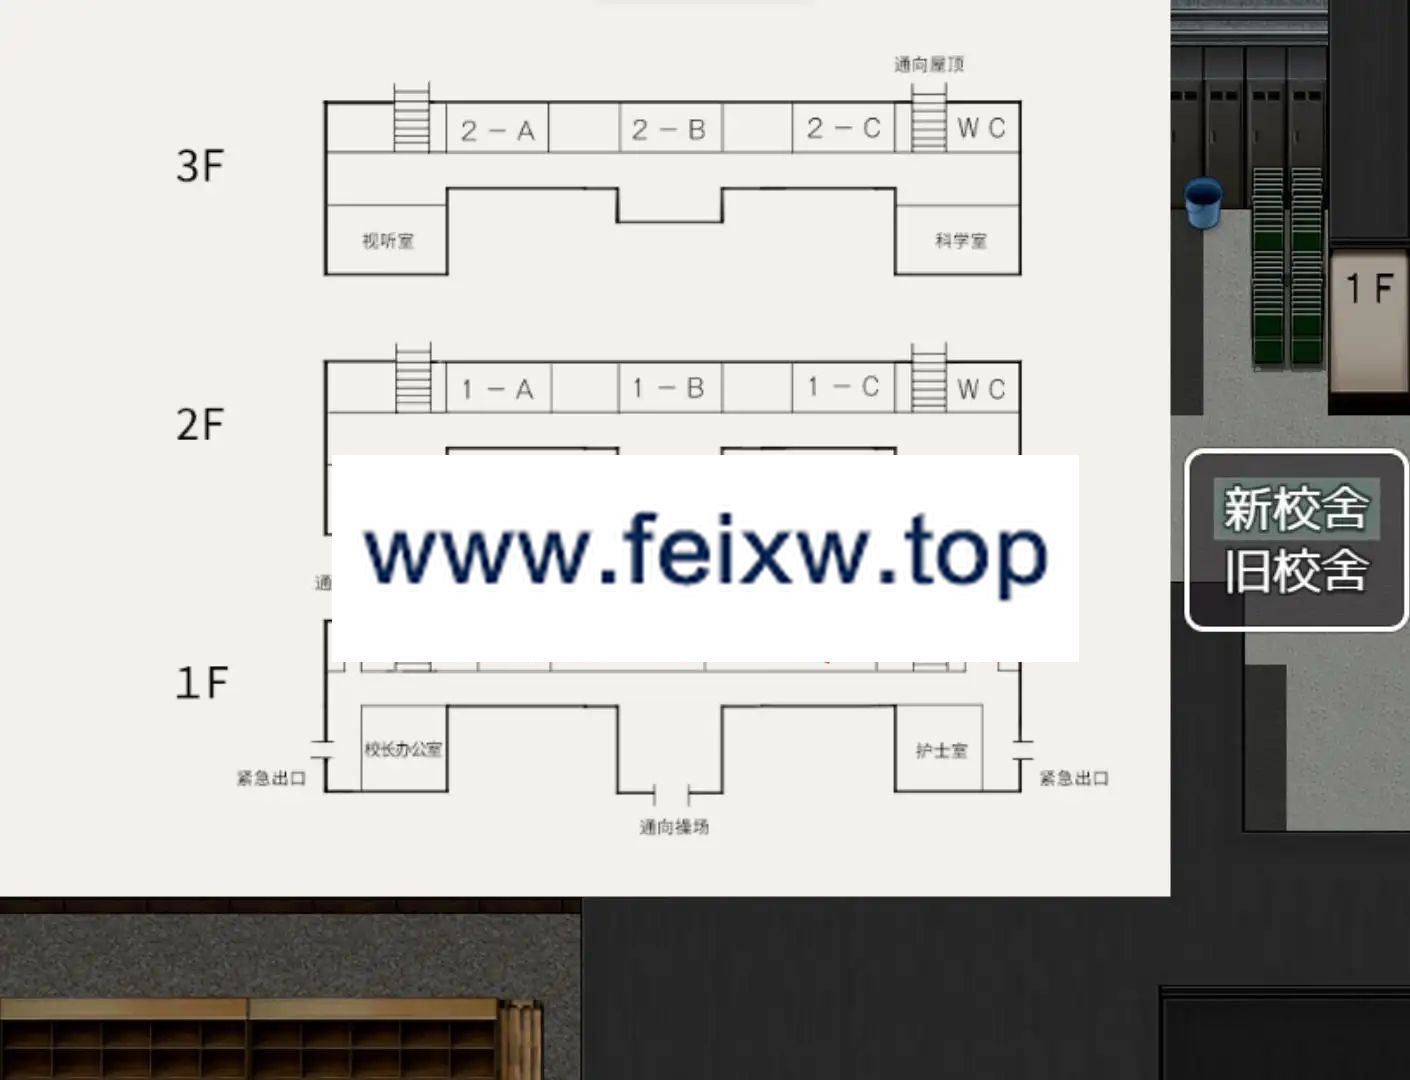 通向屋顶
2-A
2-B
2-C
WC
3F
视听室
科学室
1F
1-A
1-B
1-C
WC
2F
新校舍
旧校舍
www.feixw.top
通
1F
校长办公室
护士室
紧急出口
紧急出口
通向操场